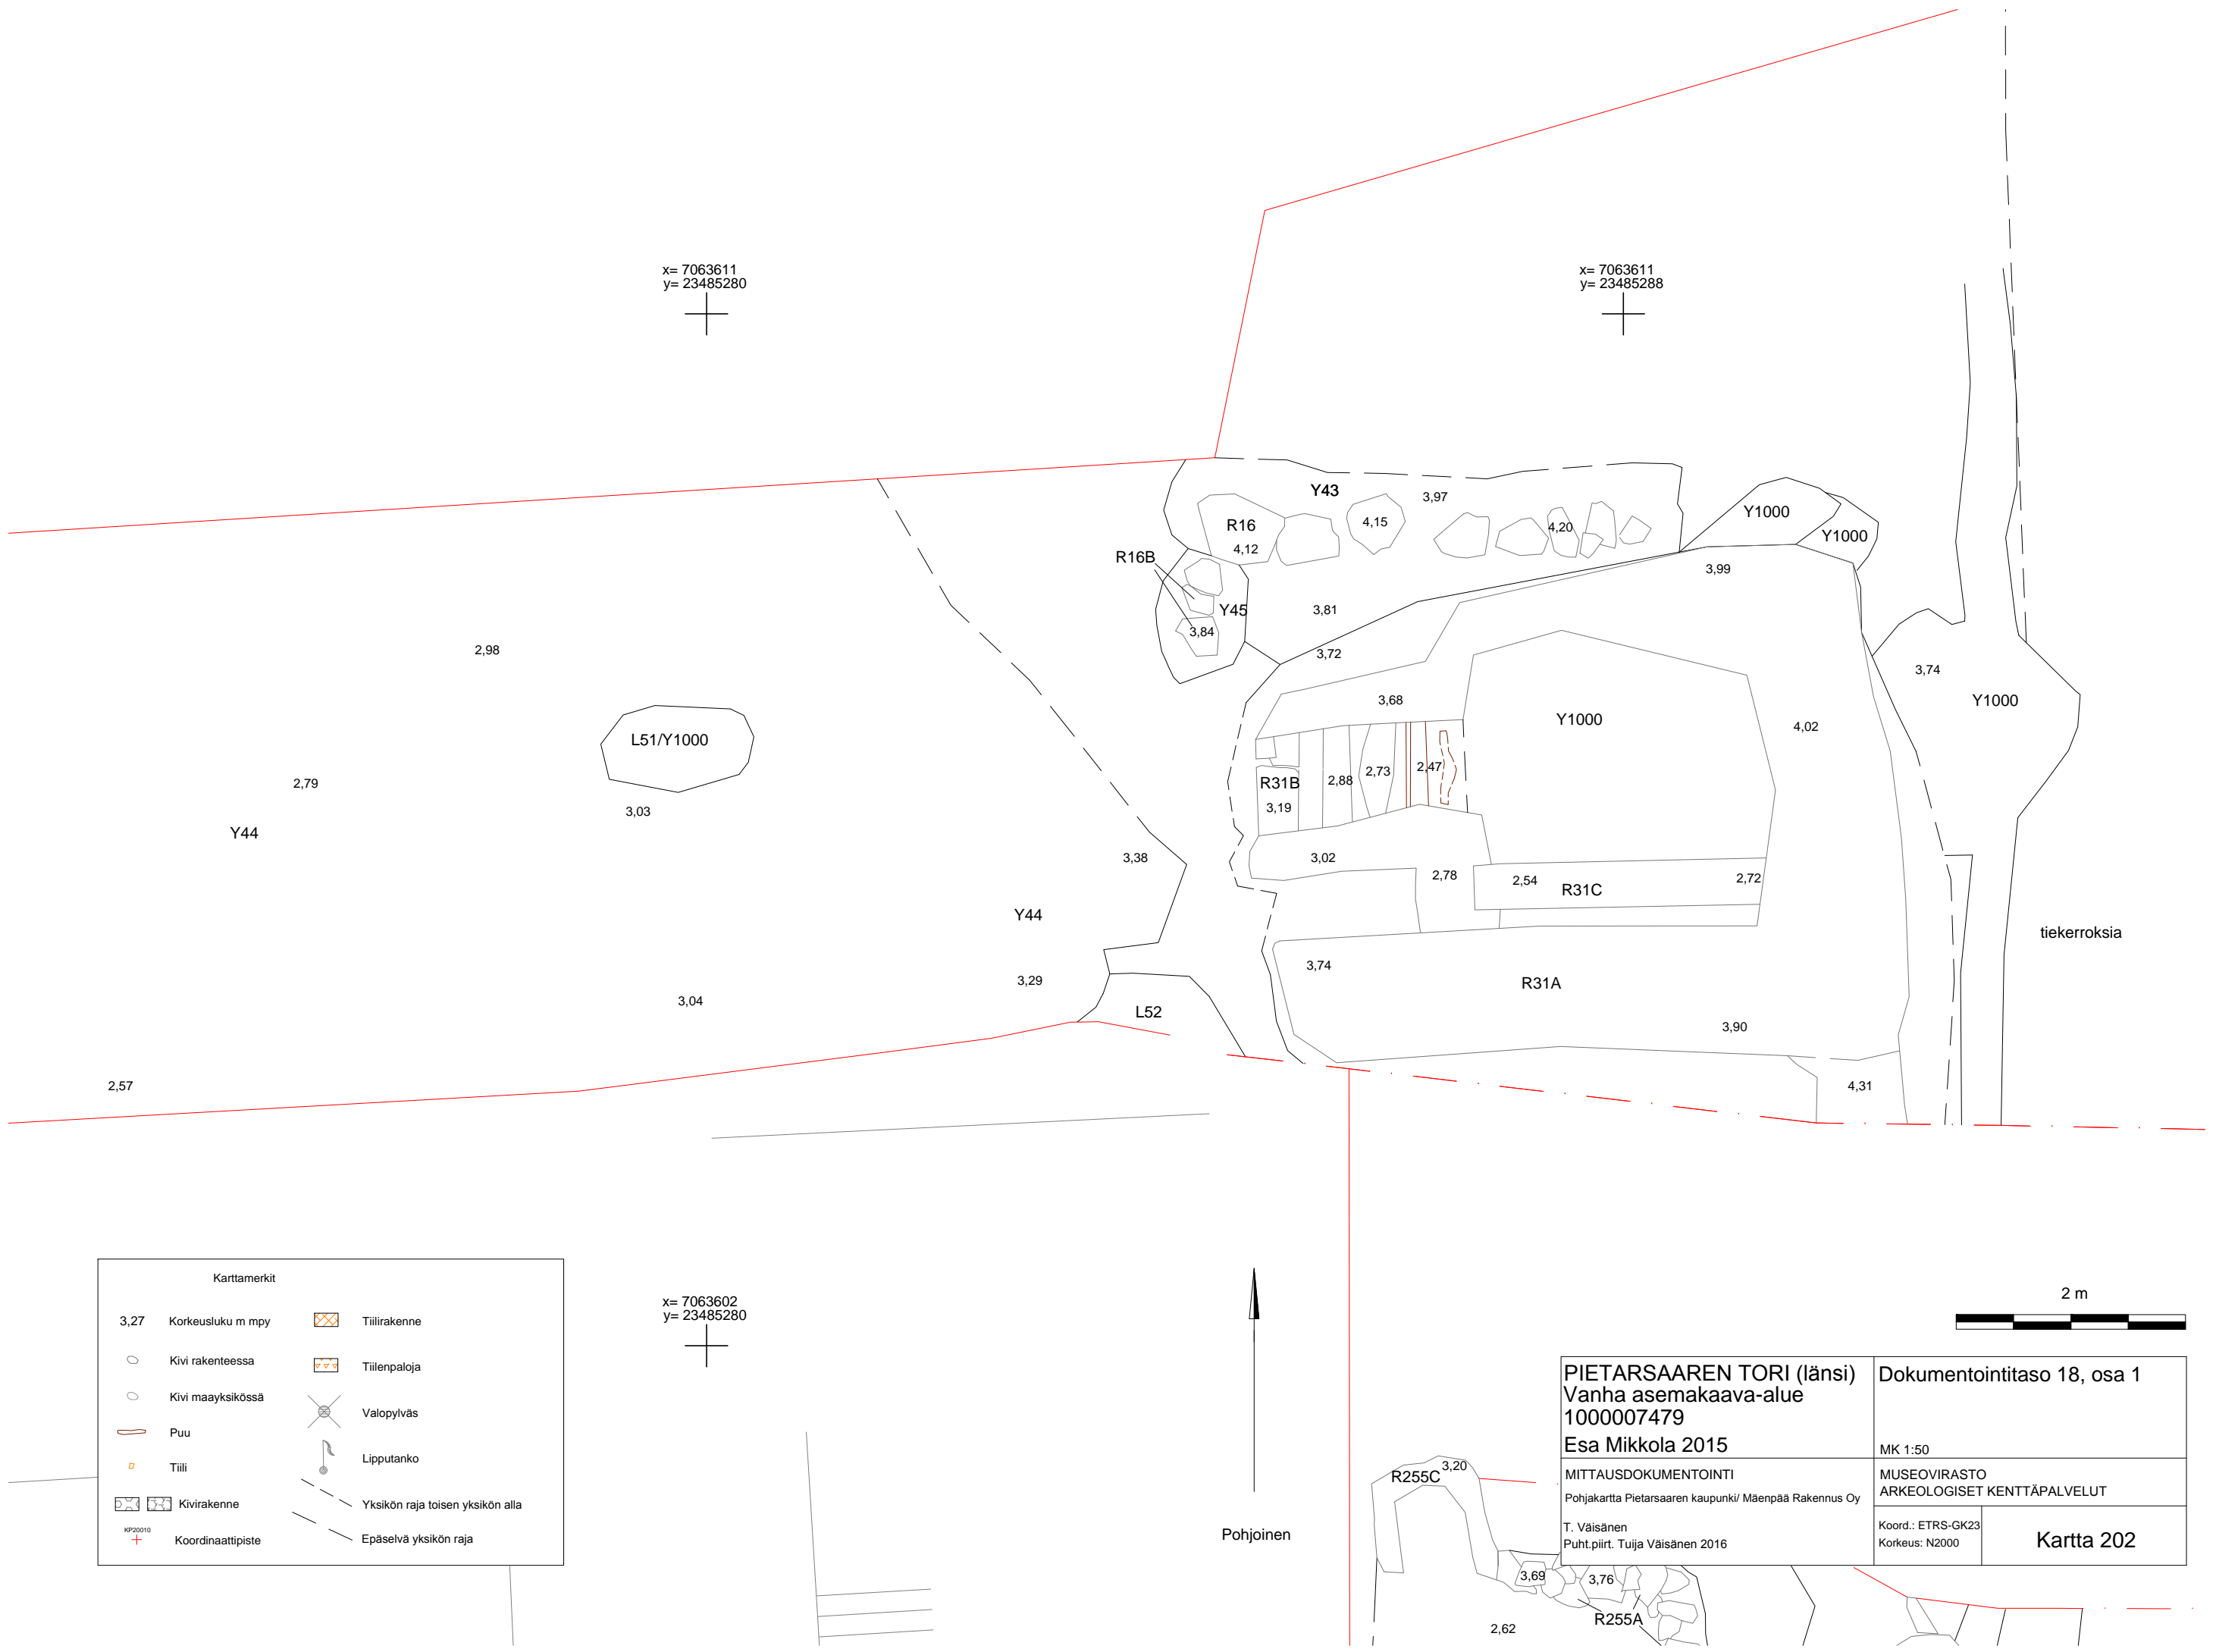 x= 7063611
y= 23485280
x= 7063611
y= 23485288
Y43
3,97
R16
4,12
4,15
4,20
Y1000
Y1000
R16B
3,99
Y45
3,81
3,84
3,72
2,98
3,74
3,68
Y1000
Y1000
4,02
L51/Y1000
2,79
3,03
R31B
3,19
2,88
2,73
2,47
Y44
3,38
3,02
2,78
2,54
R31C
2,72
Y44
tiekerroksia
3,74
3,29
R31A
3,04
L52
3,90
2,57
4,31
Karttamerkit
3,27 Korkeusluku m mpy
Kivi rakenteessa
Kivi maayksikössä
Puu
Tiili
Kivirakenne
KP20010
Koordinaattipiste
Tiilirakenne
Tiilenpaloja
Valopylväs
Lipputanko
Yksikön raja toisen yksikön alla
Epäselvä yksikön raja
x= 7063602
y= 23485280
Pohjoinen
2 m
PIETARSAAREN TORI (länsi)
Vanha asemakaava-alue
1000007479
Esa Mikkola 2015
Dokumentointitaso 18, osa 1
MK 1:50
MITTAUSDOKUMENTOINTI
Pohjakartta Pietarsaaren kaupunki/ Mäenpää Rakennus Oy
T. Väisänen
Puht.piirt. Tuija Väisänen 2016
MUSEOVIRASTO
ARKEOLOGISET KENTTÄPALVELUT
Koord.: ETRS-GK23
Korkeus: N2000
Kartta 202
R255C
3,20
3,69
3,76
R255A
2,62